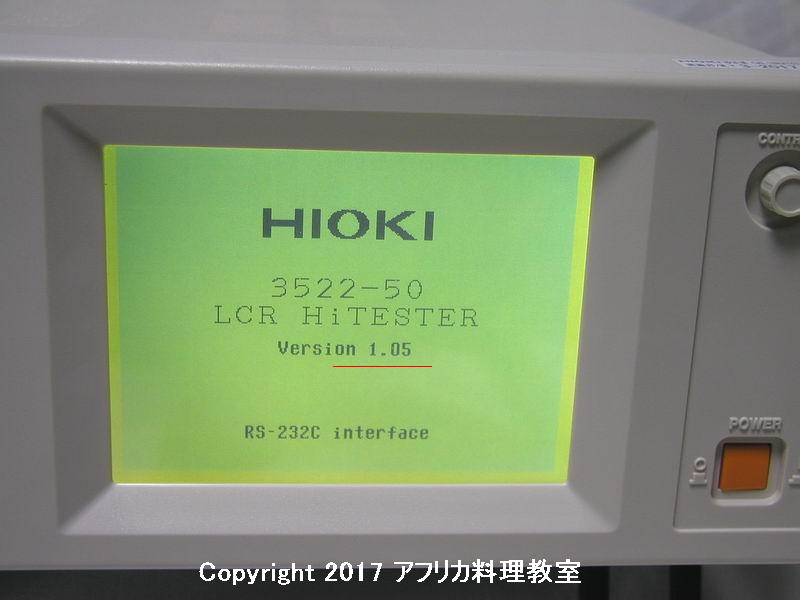 HIOKI
3522-50
LCR HiTESTER
Version 1.05
RS-232C interface
POWER
Copyright 2017 アフリカ料理教室